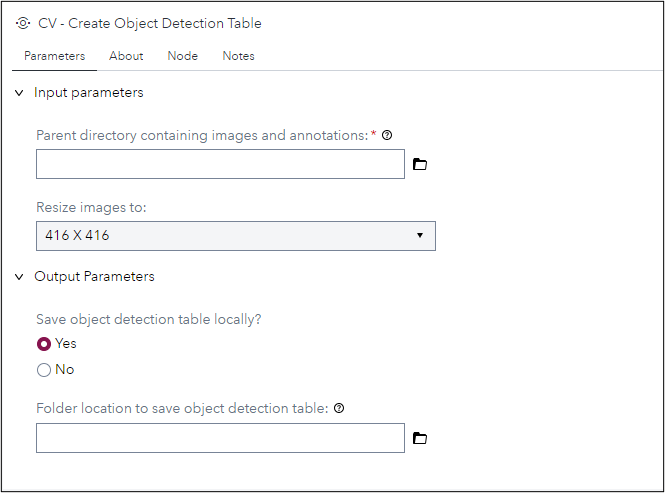 CV - Create Object Detection Table
Parameters About Node Notes
Input parameters
Parent directory containing images and annotations: *
Resize images to:
416 X 416
Output Parameters
Save object detection table locally?
Yes
No
Folder location to save object detection table: